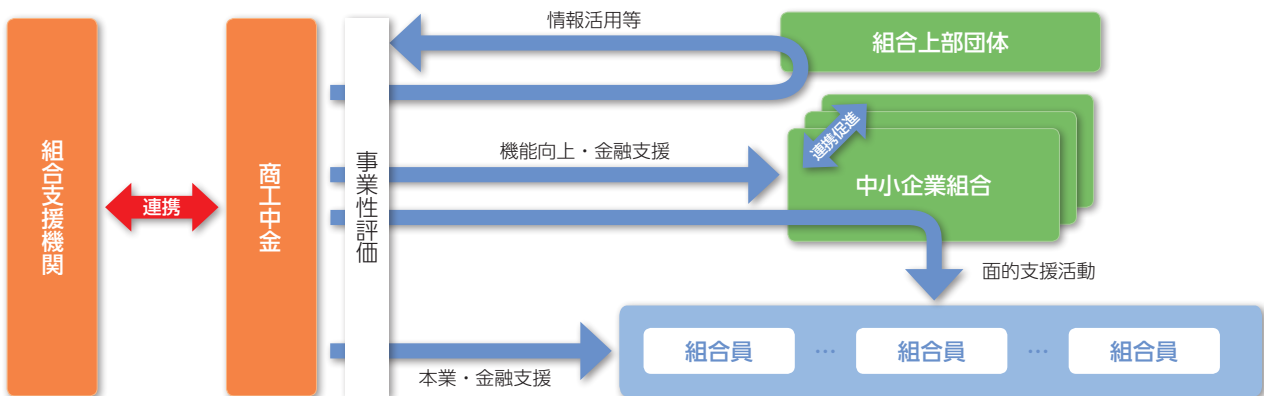 組合支援機関
連携
商工中金
事業性評価
情報活用等
組合上部団体
機能向上・金融支援
連携促進
中小企業組合
面的支援活動
本業・金融支援
組合員 … 組合員 … 組合員